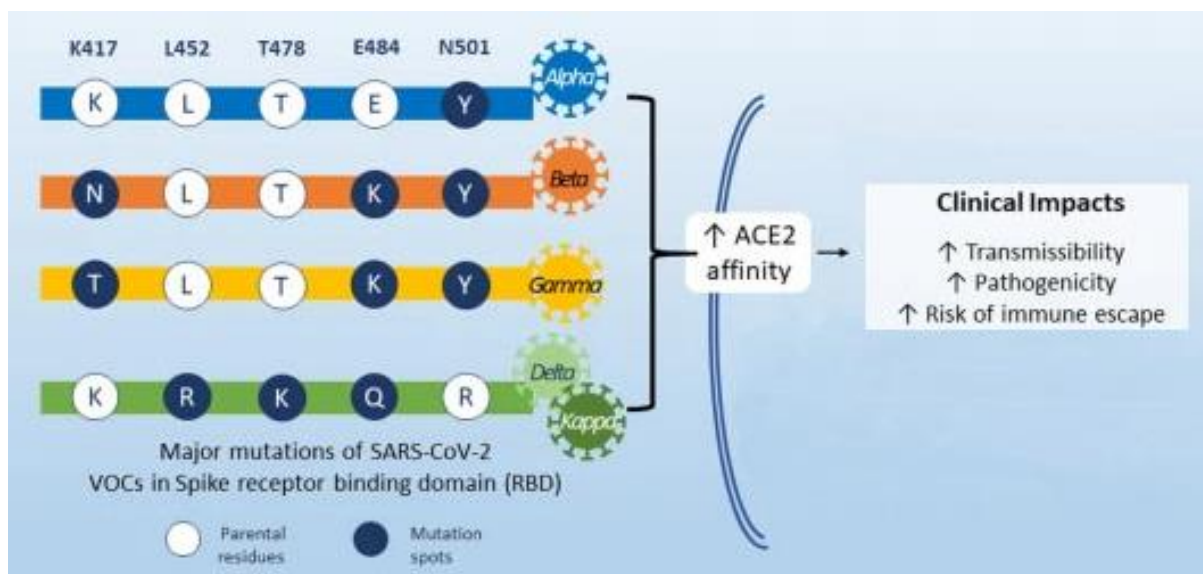 K417 L452 T478 E484 N501
K L T E Y Alpha
N L T K Y Beta
T L T K Y Gamma
K R K Q R Delta
Kappa
Major mutations of SARS-CoV-2
VOCs in Spike receptor binding domain (RBD)
Parental
residues
Mutation
spots
↑ ACE2
affinity
Clinical Impacts
↑ Transmissibility
↑ Pathogenicity
↑ Risk of immune escape